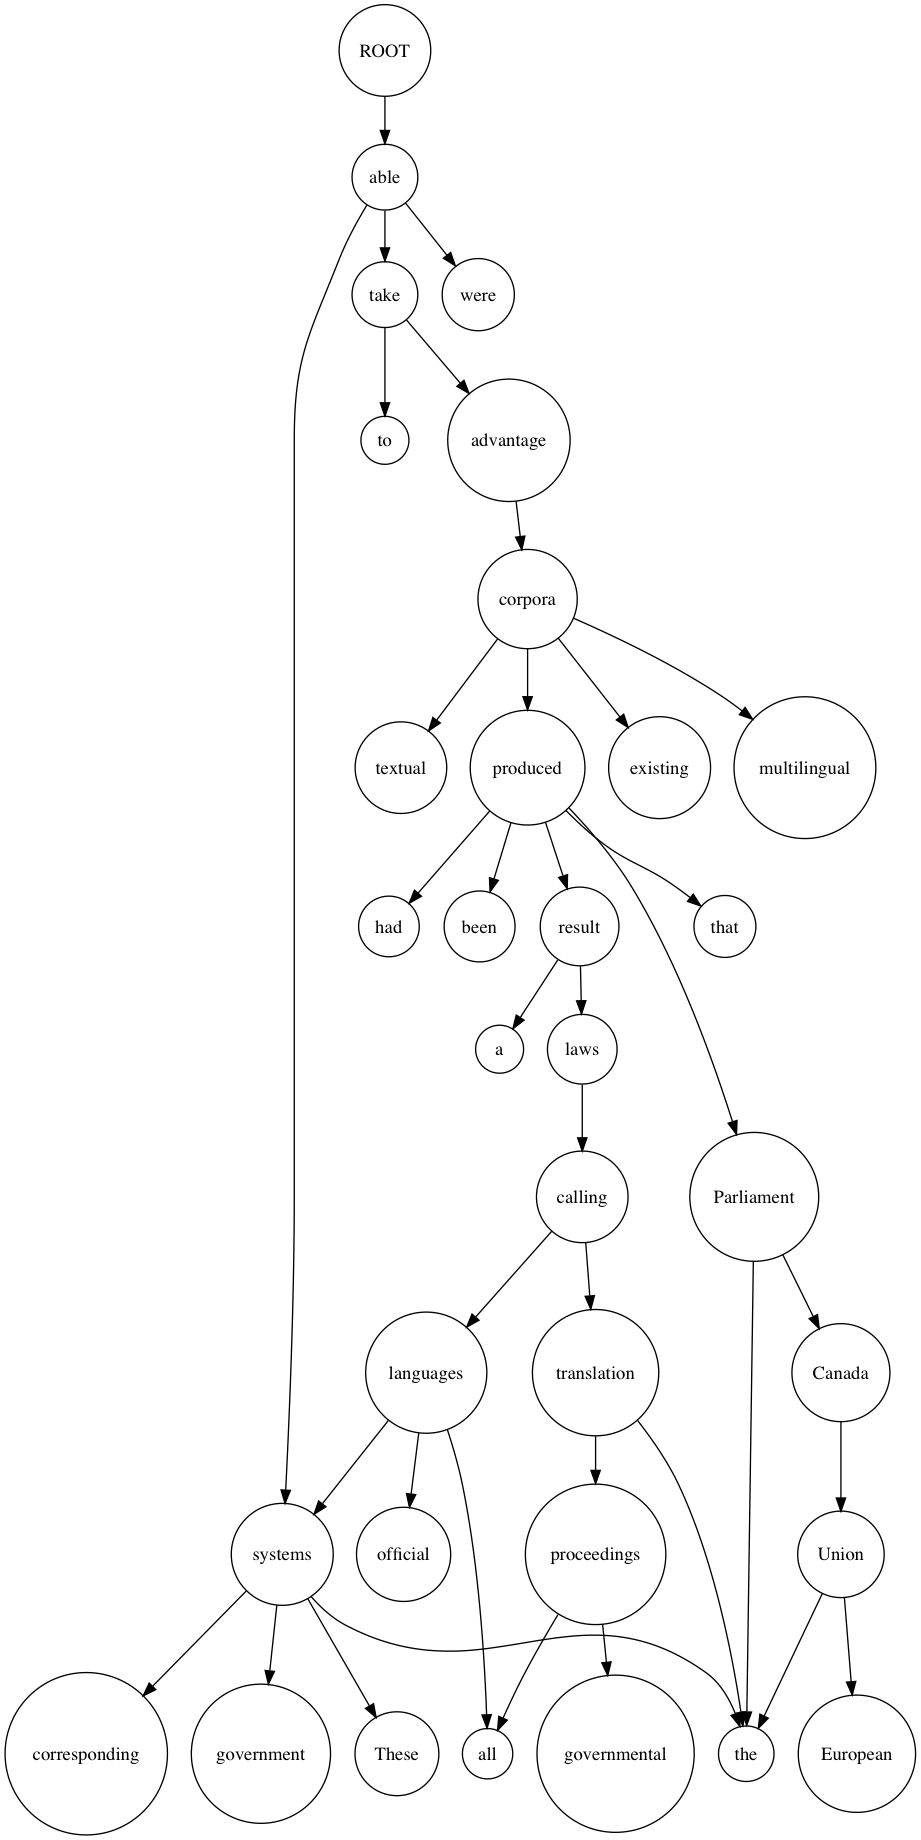 ROOT
able
take
were
to
advantage
corpora
textual
produced
existing
multilingual
had
been
result
that
a
laws
calling
Parliament
languages
translation
Canada
systems
official
proceedings
Union
corresponding
government
These
all
governmental
the
European